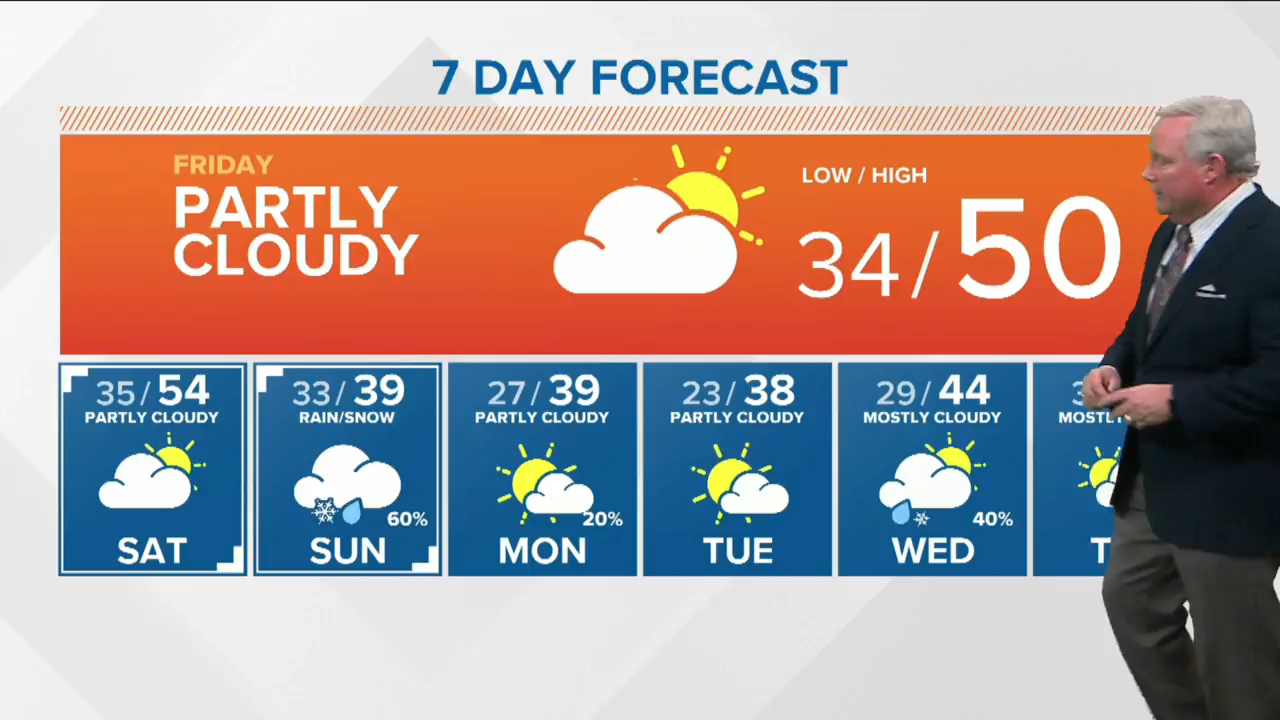 7 DAY FORECAST
FRIDAY
PARTLY
CLOUDY
LOW / HIGH
34/50
35/54
PARTLY CLOUDY
SAT
33/39
RAIN/SNOW
60%
SUN
27/39
PARTLY CLOUDY
20%
MON
23/38
PARTLY CLOUDY
TUE
29/44
MOSTLY CLOUDY
40%
WED